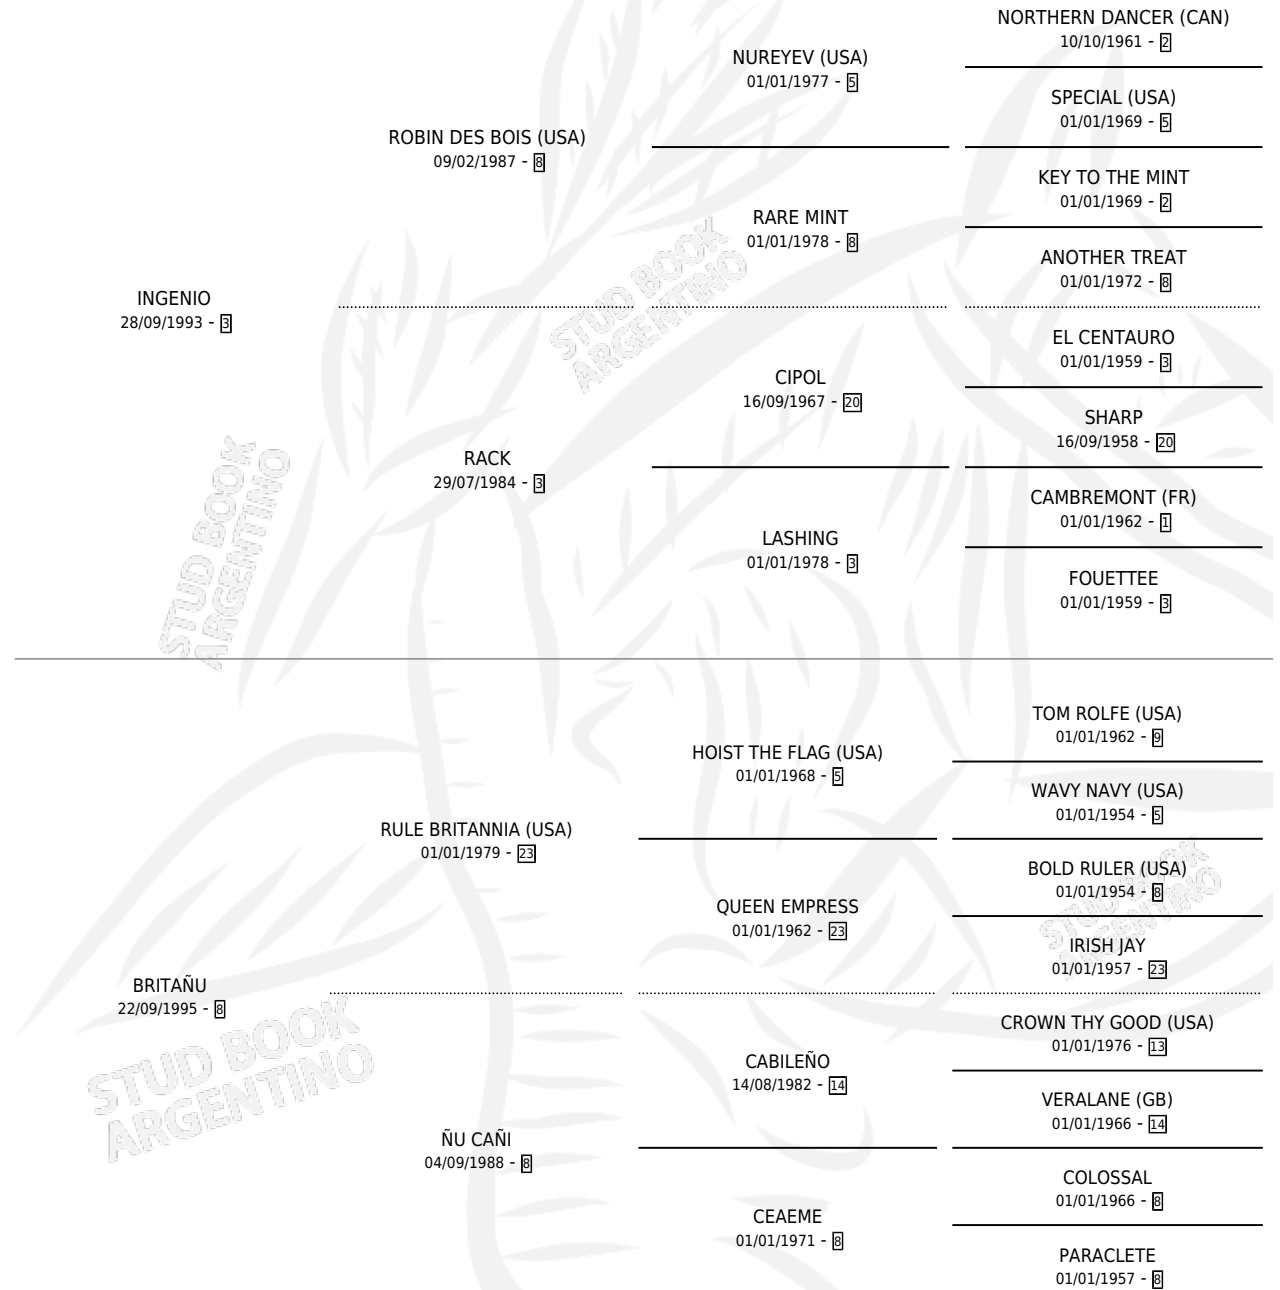 NORTHERN DANCER (CAN)
10/10/1961 - 2
NUREYEV (USA)
01/01/1977 - 5
SPECIAL (USA)
01/01/1969 - 5
ROBIN DES BOIS (USA)
09/02/1987 - 8
KEY TO THE MINT
01/01/1969 - 2
RARE MINT
01/01/1978 - 8
ANOTHER TREAT
01/01/1972 - 8
INGENIO
28/09/1993 - 3
EL CENTAURO
01/01/1959 - 3
CIPOL
16/09/1967 - 20
SHARP
16/09/1958 - 20
RACK
29/07/1984 - 3
CAMBREMONT (FR)
01/01/1962 - 1
LASHING
01/01/1978 - 3
FOUETTEE
01/01/1959 - 3
STUD BOOK
ARGENTINO
STUD BOOK
ARGENTINO
TOM ROLFE (USA)
01/01/1962 - 9
HOIST THE FLAG (USA)
01/01/1968 - 5
WAVY NAVY (USA)
01/01/1954 - 5
RULE BRITANNIA (USA)
01/01/1979 - 23
BOLD RULER (USA)
01/01/1954 - 8
QUEEN EMPRESS
01/01/1962 - 23
IRISH JAY
01/01/1957 - 23
BRITAÑU
22/09/1995 - 8
CROWN THY GOOD (USA)
01/01/1976 - 13
CABILEÑO
14/08/1982 - 14
VERALANE (GB)
01/01/1966 - 14
ÑU CAÑI
04/09/1988 - 8
COLOSSAL
01/01/1966 - 8
CEAEME
01/01/1971 - 8
PARACLETE
01/01/1957 - 8
STUD BOOK
ARGENTINO
STUD BOOK
ARGENTINO